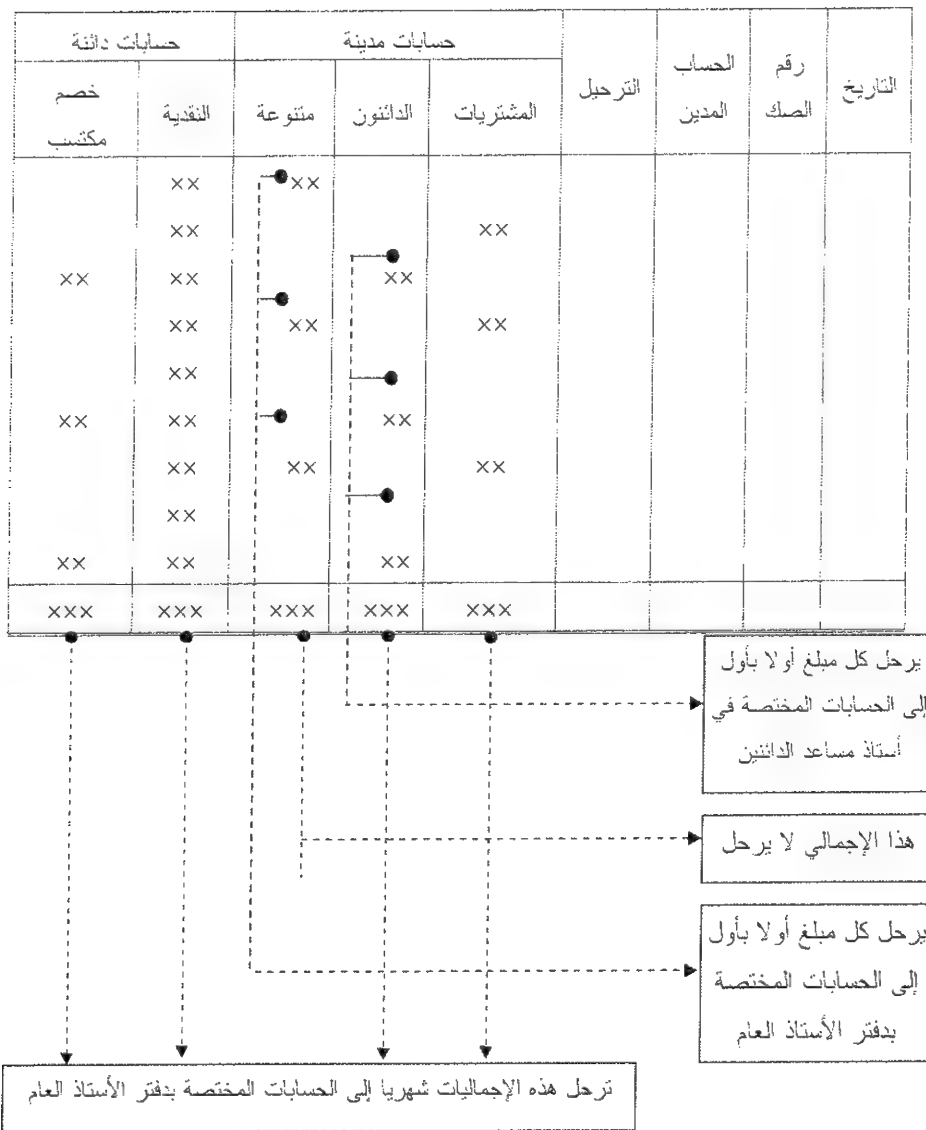 التاريخ
رقم
الصك
الحساب
المدين
الترحيل
حسابات مدينة
حسابات دائنة
المشتريات
الدائنون
متنوعة
النقدية
خصم
مكتسب
×× ××
×× ××
×× ×× ××
×× ×× ××
××
×× ×× ××
×× ×× ××
××
×× ×× ××
××× ××× ××× ××× ×××
يرحل كل مبلغ أولا بأول
إلى الحسابات المختصة في
أستاذ مساعد الدائنين
هذا الإجمالي لا يرحل
يرحل كل مبلغ أولا بأول
إلى الحسابات المختصة
بدفتر الأستاذ العام
ترحل هذه الإجماليات شهريا إلى الحسابات المختصة بدفتر الأستاذ العام